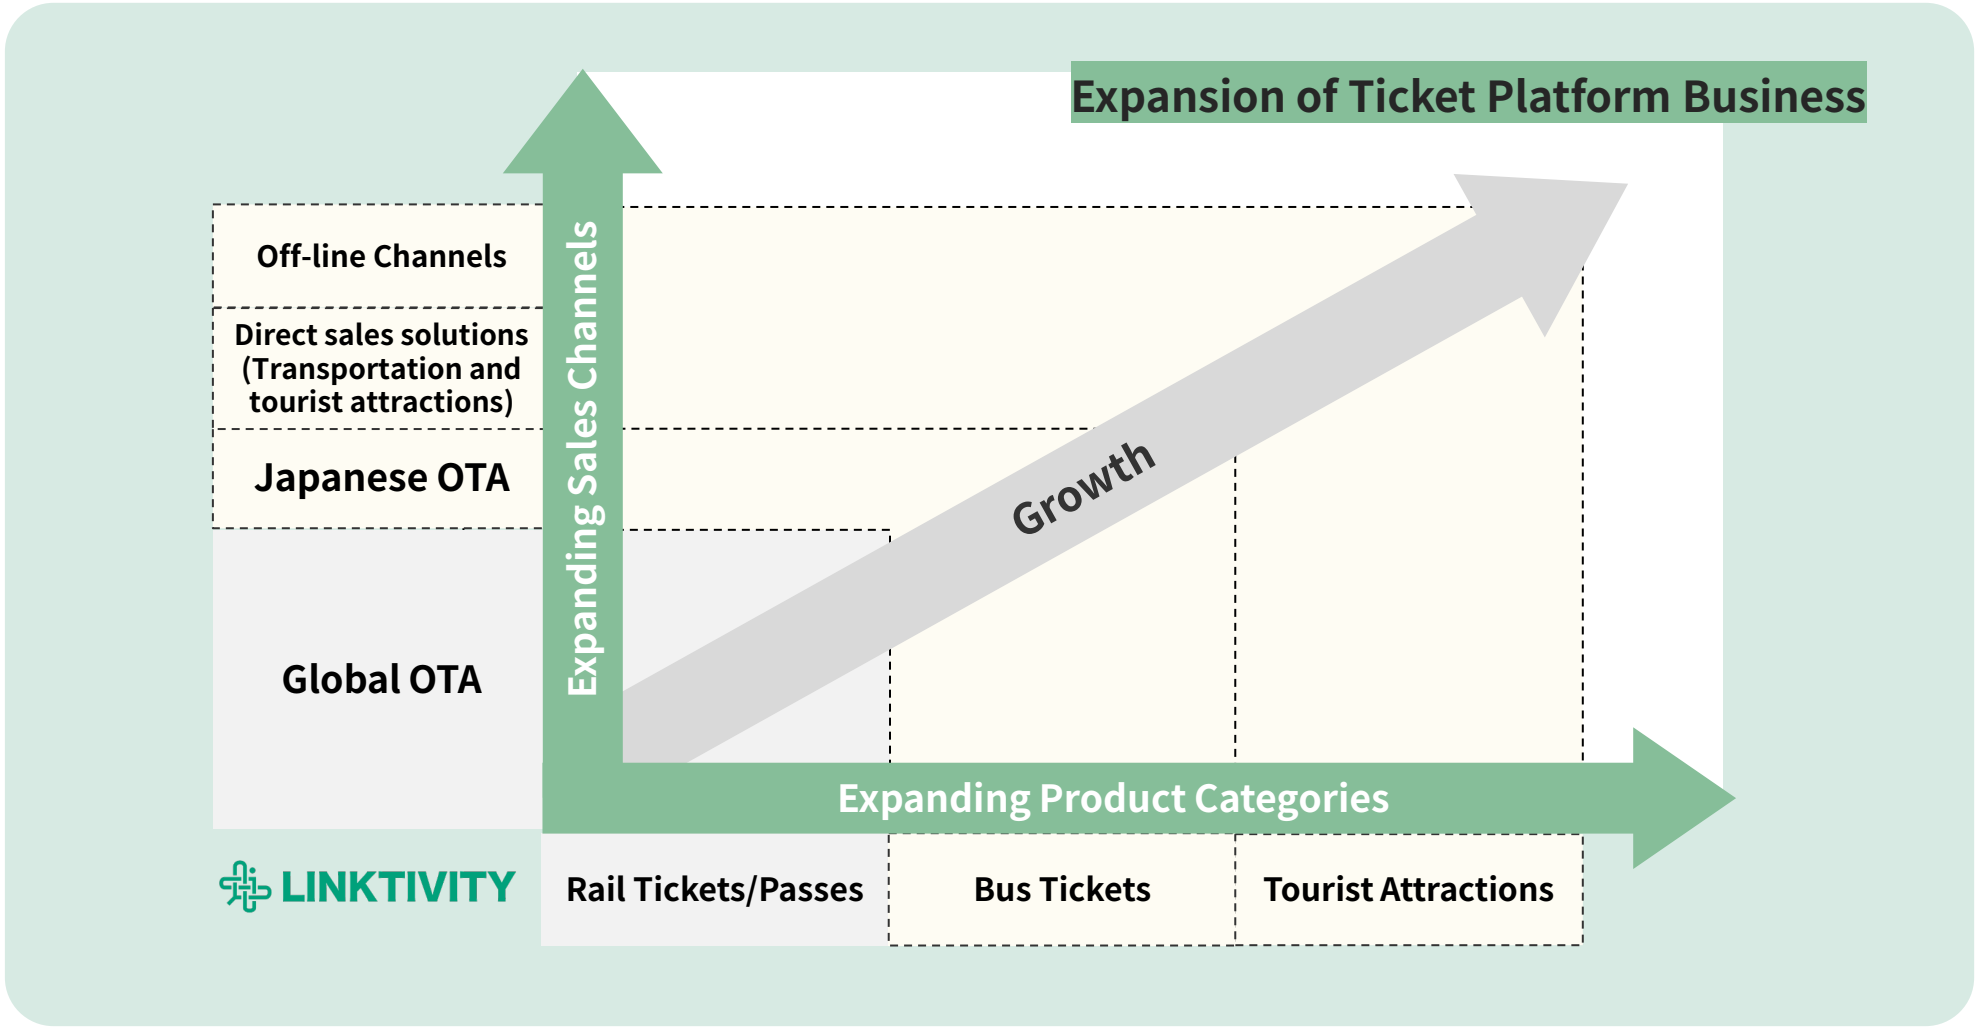 Expansion of Ticket Platform Business
Off-line Channels
Direct sales solutions
(Transportation and
tourist attractions)
Japanese OTA
Global OTA
Expanding Sales Channels
Growth
Expanding Product Categories
LINKTIVITY
Rail Tickets/Passes
Bus Tickets
Tourist Attractions